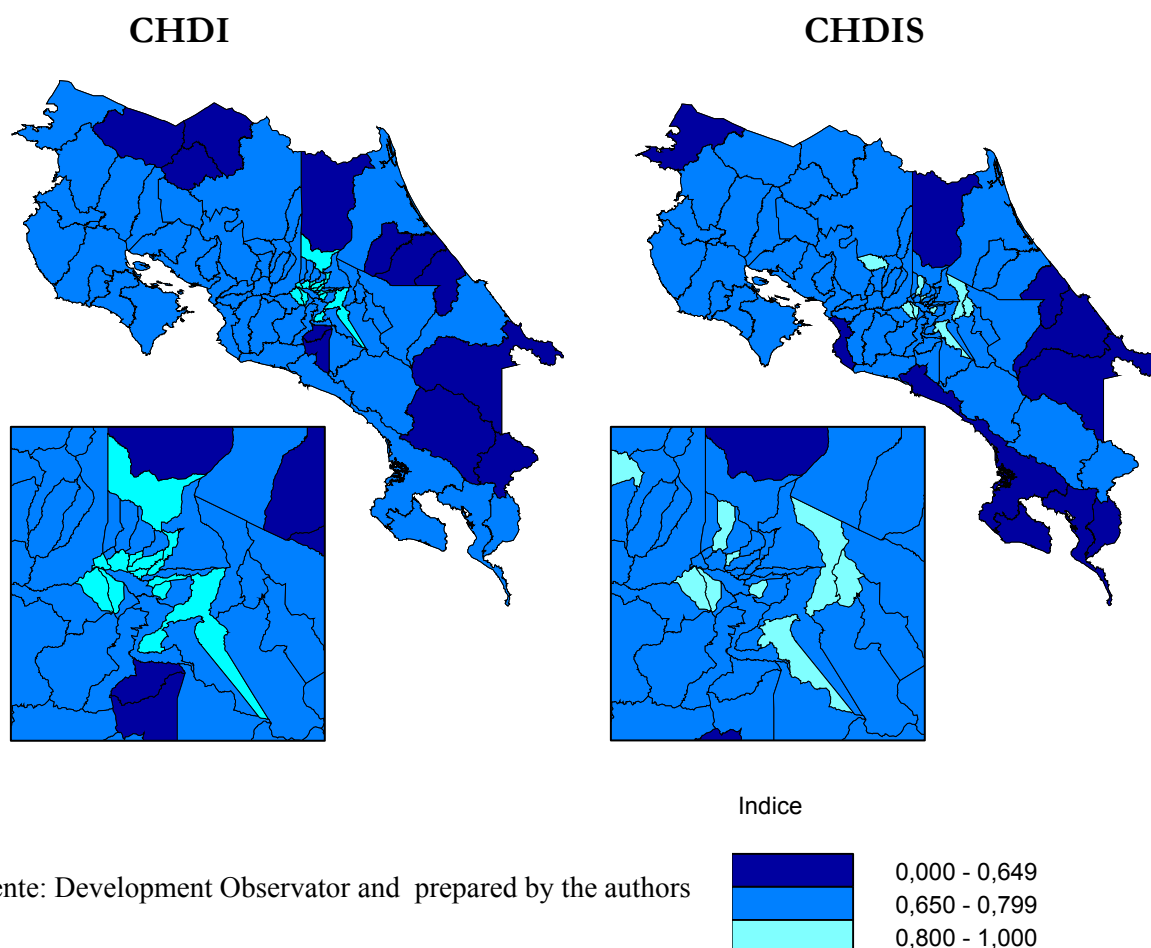 CHDI CHDIS
Indice
ente: Development Observator and prepared by the authors
0,000 - 0,649
0,650 - 0,799
0,800 - 1,000